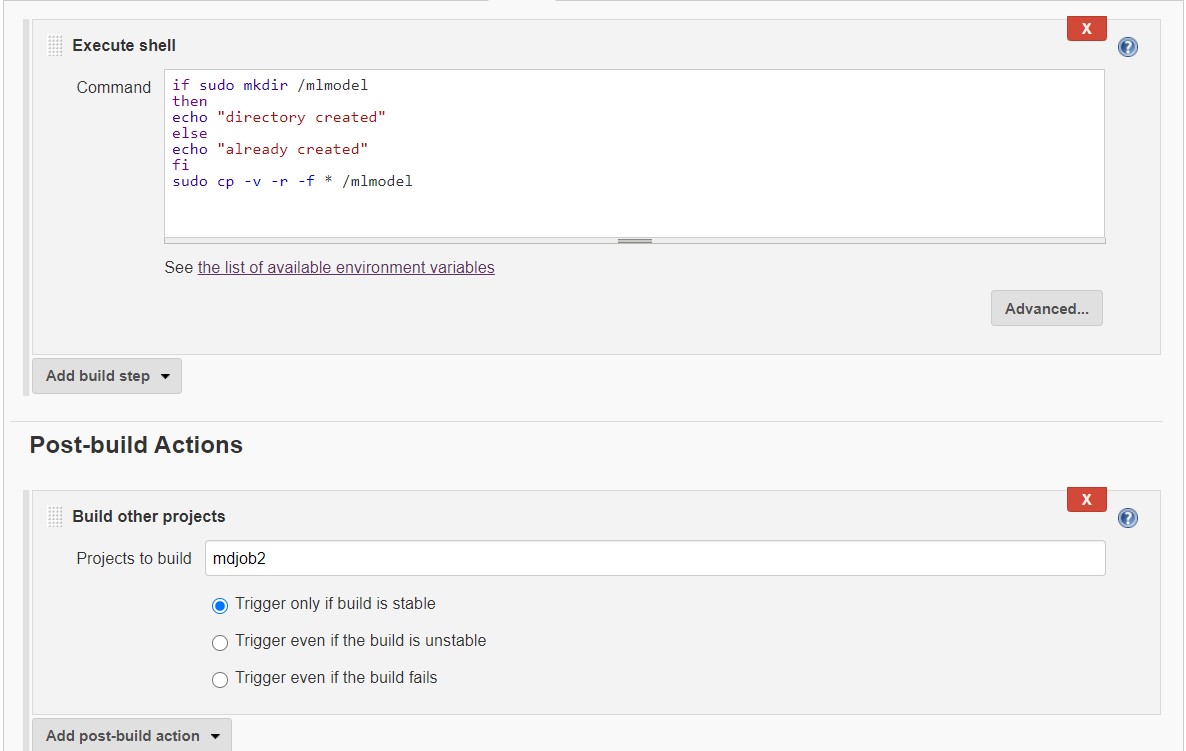 X
Execute shell
?
Command
if sudo mkdir /mlmodel
then
echo "directory created"
else
echo "already created"
fi
sudo cp -v -r -f * /mlmodel
See the list of available environment variables
Advanced...
Add build step
Post-build Actions
X
Build other projects
?
Projects to build mdjob2
Trigger only if build is stable
Trigger even if the build is unstable
Trigger even if the build fails
Add post-build action